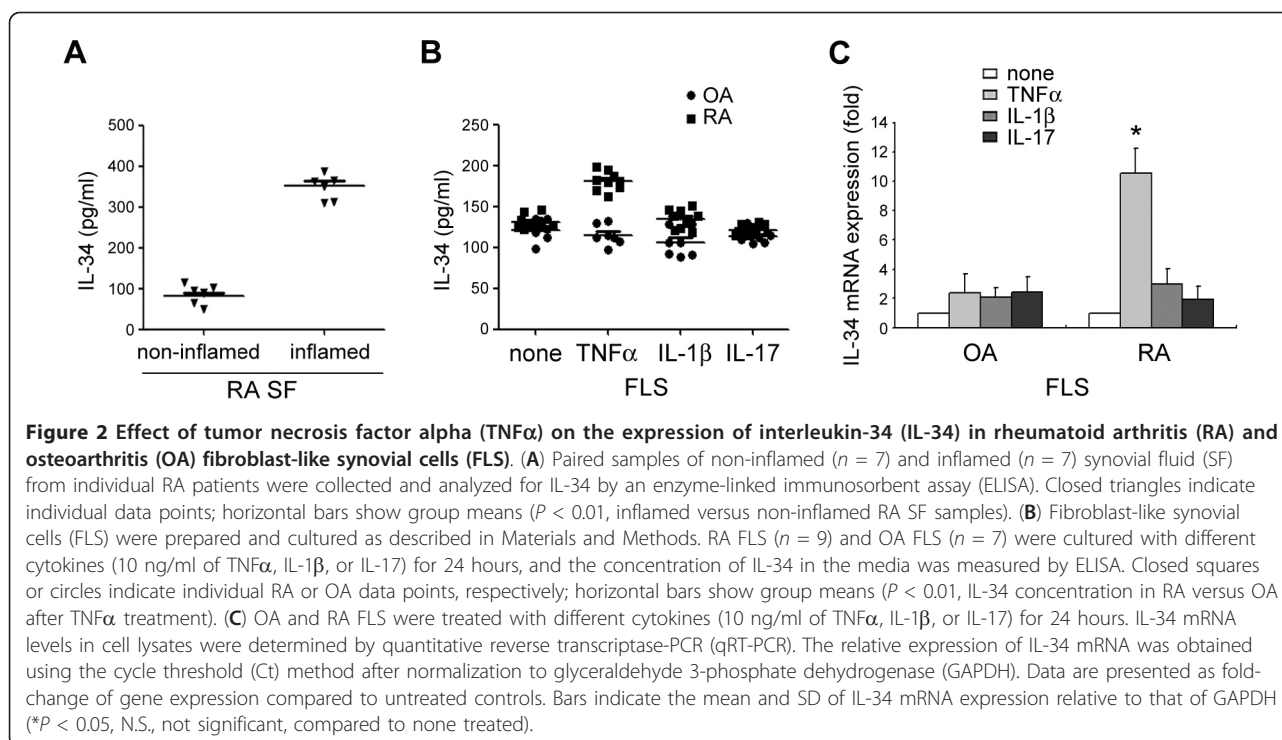 A
B
C
IL-34 (pg/ml)
500
400
300
200
100
0
non-inflamed inflamed
RA SF
● OA
■ RA
IL-34 (pg/ml)
250
200
150
100
50
0
none TNFα IL-1β IL-17
FLS
none
TNFα
IL-1β
IL-17
IL-34 mRNA expression (fold)
14
12
10
8
6
4
2
0
*
OA RA
FLS
Figure 2 Effect of tumor necrosis factor alpha (TNFα) on the expression of interleukin-34 (IL-34) in rheumatoid arthritis (RA) and
osteoarthritis (OA) fibroblast-like synovial cells (FLS). (A) Paired samples of non-inflamed (n = 7) and inflamed (n = 7) synovial fluid (SF)
from individual RA patients were collected and analyzed for IL-34 by an enzyme-linked immunosorbent assay (ELISA). Closed triangles indicate
individual data points; horizontal bars show group means (P < 0.01, inflamed versus non-inflamed RA SF samples). (B) Fibroblast-like synovial
cells (FLS) were prepared and cultured as described in Materials and Methods. RA FLS (n = 9) and OA FLS (n = 7) were cultured with different
cytokines (10 ng/ml of TNFα, IL-1β, or IL-17) for 24 hours, and the concentration of IL-34 in the media was measured by ELISA. Closed squares
or circles indicate individual RA or OA data points, respectively; horizontal bars show group means (P < 0.01, IL-34 concentration in RA versus OA
after TNFα treatment). (C) OA and RA FLS were treated with different cytokines (10 ng/ml of TNFα, IL-1β, or IL-17) for 24 hours. IL-34 mRNA
levels in cell lysates were determined by quantitative reverse transcriptase-PCR (qRT-PCR). The relative expression of IL-34 mRNA was obtained
using the cycle threshold (Ct) method after normalization to glyceraldehyde 3-phosphate dehydrogenase (GAPDH). Data are presented as fold-
change of gene expression compared to untreated controls. Bars indicate the mean and SD of IL-34 mRNA expression relative to that of GAPDH
(*P < 0.05, N.S., not significant, compared to none treated).